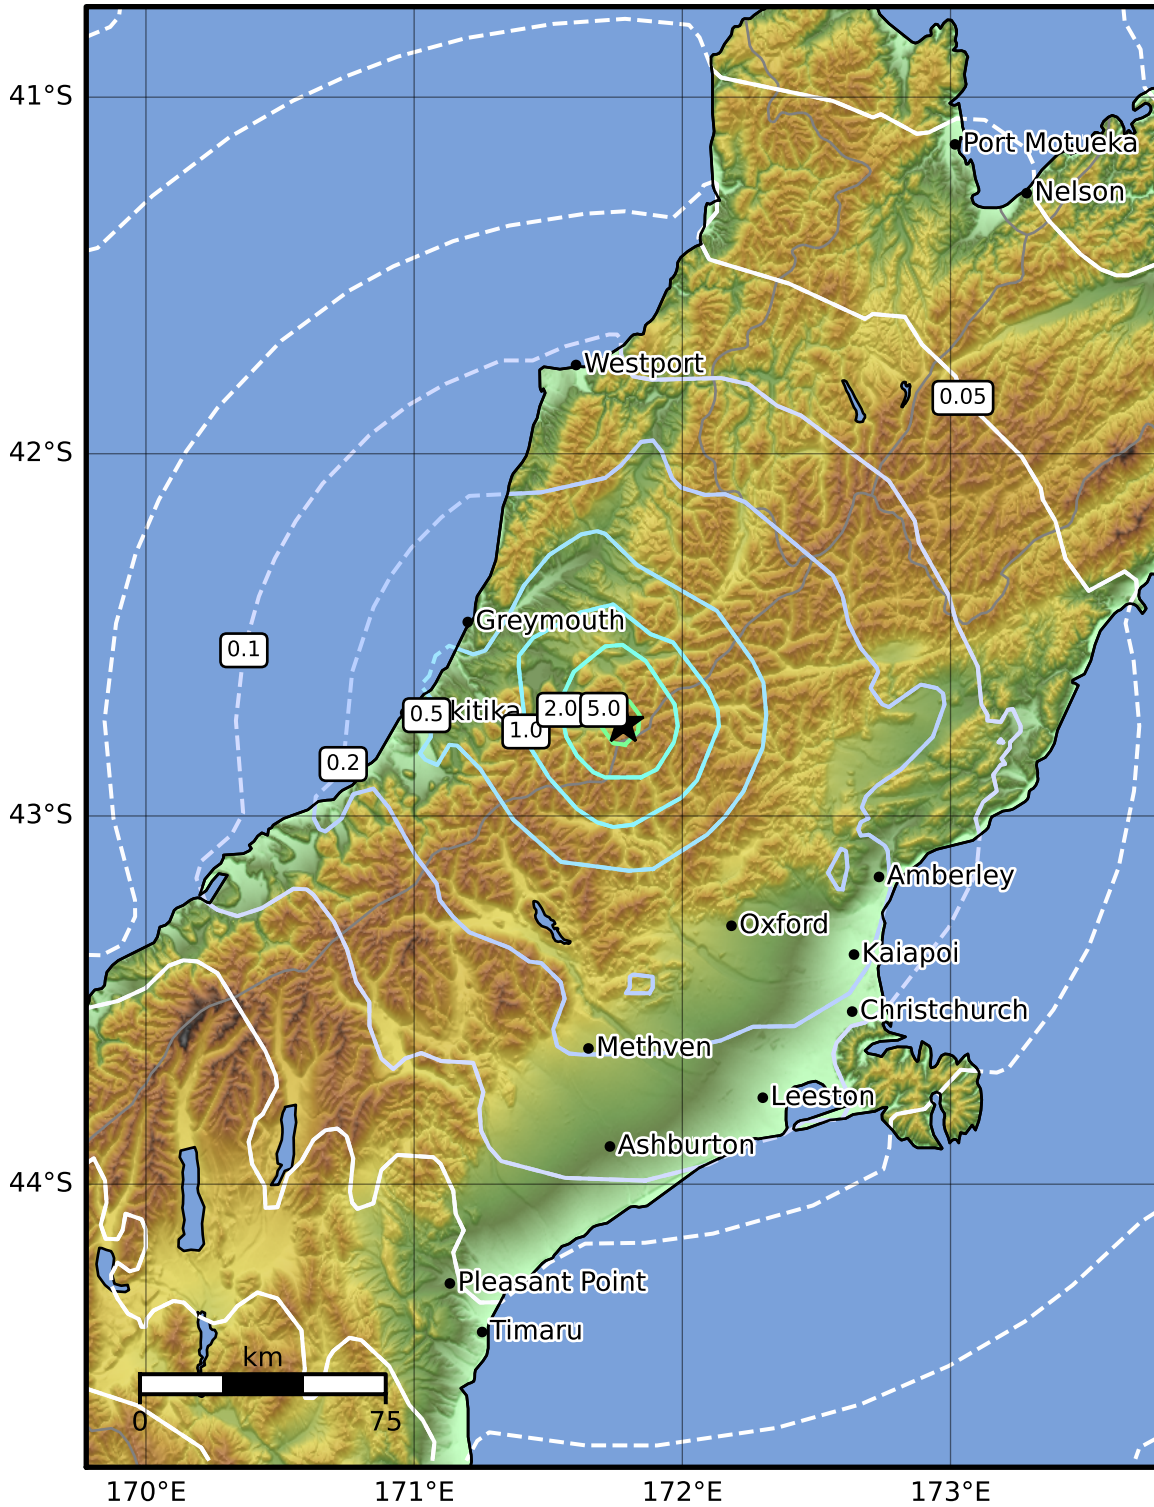 41°S
Port Motueka
Nelson
Westport
0.05
42°S
Greymouth
0.1
kitika
0.5
1.0
2.0
5.0
0.2
43°S
Amberley
Oxford
Kaiapoi
Christchurch
Methven
Leeston
Ashburton
44°S
Pleasant Point
Timaru
km
0
75
170°E
171°E
172°E
173°E